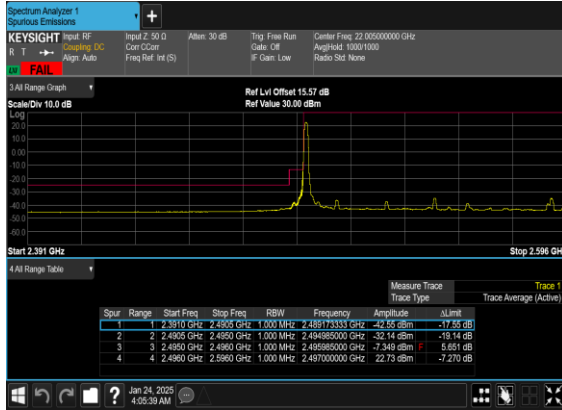 Spectrum Analyzer 1
Spurious Emissions
KEYSIGHT Input: RF Input Z: 50 Ω Atten: 30 dB Trig: Free Run Center Freq: 22.005000000 GHz
R T Coupling: DC Corr CCorr Gate: Off Avg|Hold: 1000/1000
Align: Auto Freq Ref: Int (S) IF Gain: Low Radio Std: None
FAIL
3 All Range Graph
Ref Lvl Offset 15.57 dB
Scale/Div 10.0 dB Ref Value 30.00 dBm
Log
20.0
10.0
0.00
-10.0
-20.0
-30.0
-40.0
-50.0
-60.0
Start 2.391 GHz Stop 2.596 GH
4 All Range Table
Measure Trace Trace 1
Trace Type Trace Average (Active)
Spur Range Start Freq Stop Freq RBW Frequency Amplitude ΔLimit
1 1 2.3910 GHz 2.4905 GHz 1.000 MHz 2.489173333 GHz -42.55 dBm -17.55 dB
2 2 2.4905 GHz 2.4950 GHz 1.000 MHz 2.494985000 GHz -32.14 dBm -19.14 dB
3 3 2.4950 GHz 2.4960 GHz 1.000 MHz 2.495985000 GHz -7.349 dBm F 5.651 dB
4 4 2.4960 GHz 2.5960 GHz 1.000 MHz 2.497000000 GHz 22.73 dBm -7.270 dB
Jan 24, 2025
4:05:39 AM